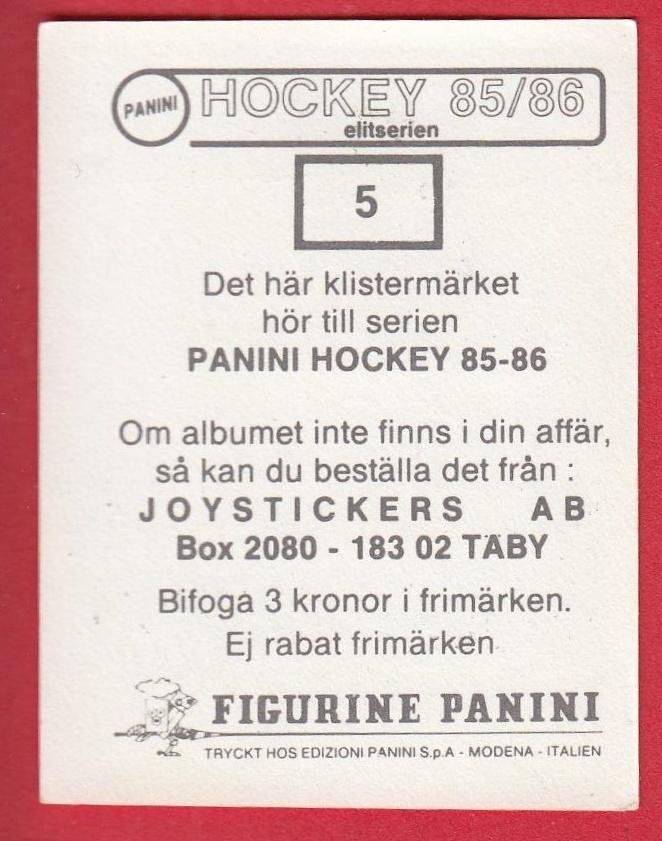 PANINI HOCKEY 85/86
elitserien
5
Det här klistermärket
hör till serien
PANINI HOCKEY 85-86
Om albumet inte finns i din affär,
så kan du beställa det från :
JOYSTICKERS AB
Box 2080 - 183 02 TÄBY
Bifoga 3 kronor i frimärken.
Ej rabat frimärken
FIGURINE PANINI
TRYCKT HOS EDIZIONI PANINI S.p.A - MODENA - ITALIEN